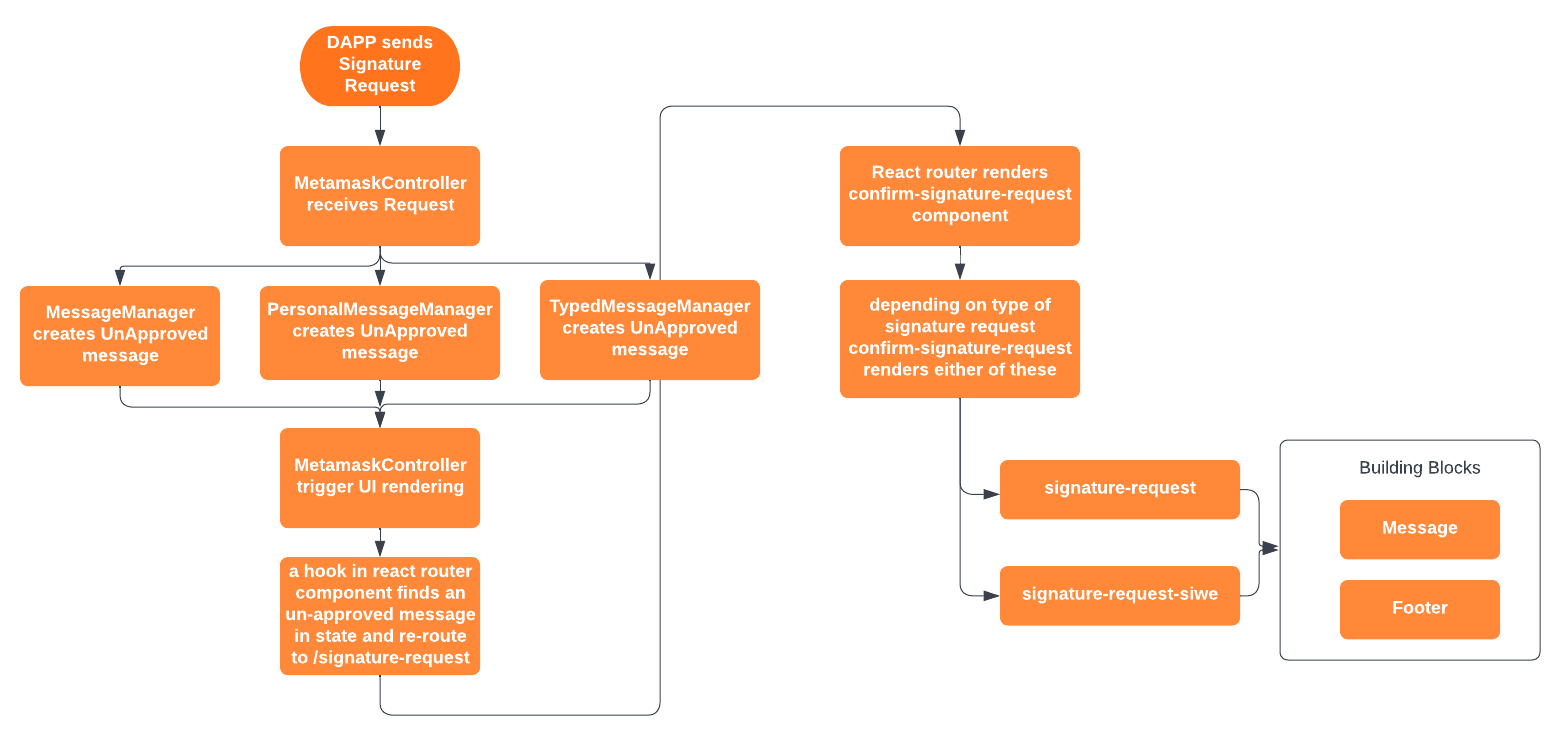 DAPP sends
Signature
Request
MetamaskController
receives Request
MessageManager
creates UnApproved
message
PersonalMessageManager
creates UnApproved
message
TypedMessageManager
creates UnApproved
message
MetamaskController
trigger UI rendering
a hook in react router
component finds an
un-approved message
in state and re-route
to /signature-request
React router renders
confirm-signature-request
component
depending on type of
signature request
confirm-signature-request
renders either of these
signature-request
signature-request-siwe
Building Blocks
Message
Footer